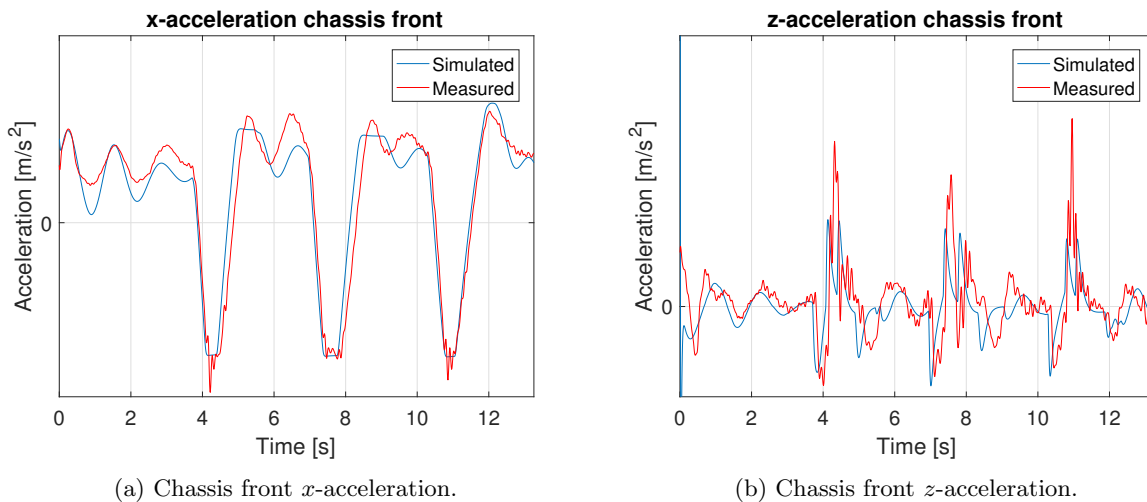 x-acceleration chassis front
Simulated
Measured
Acceleration [m/s²]
0
0 2 4 6 8 10 12
Time [s]
(a) Chassis front x-acceleration.
z-acceleration chassis front
Simulated
Measured
Acceleration [m/s²]
0
0 2 4 6 8 10 12
Time [s]
(b) Chassis front z-acceleration.